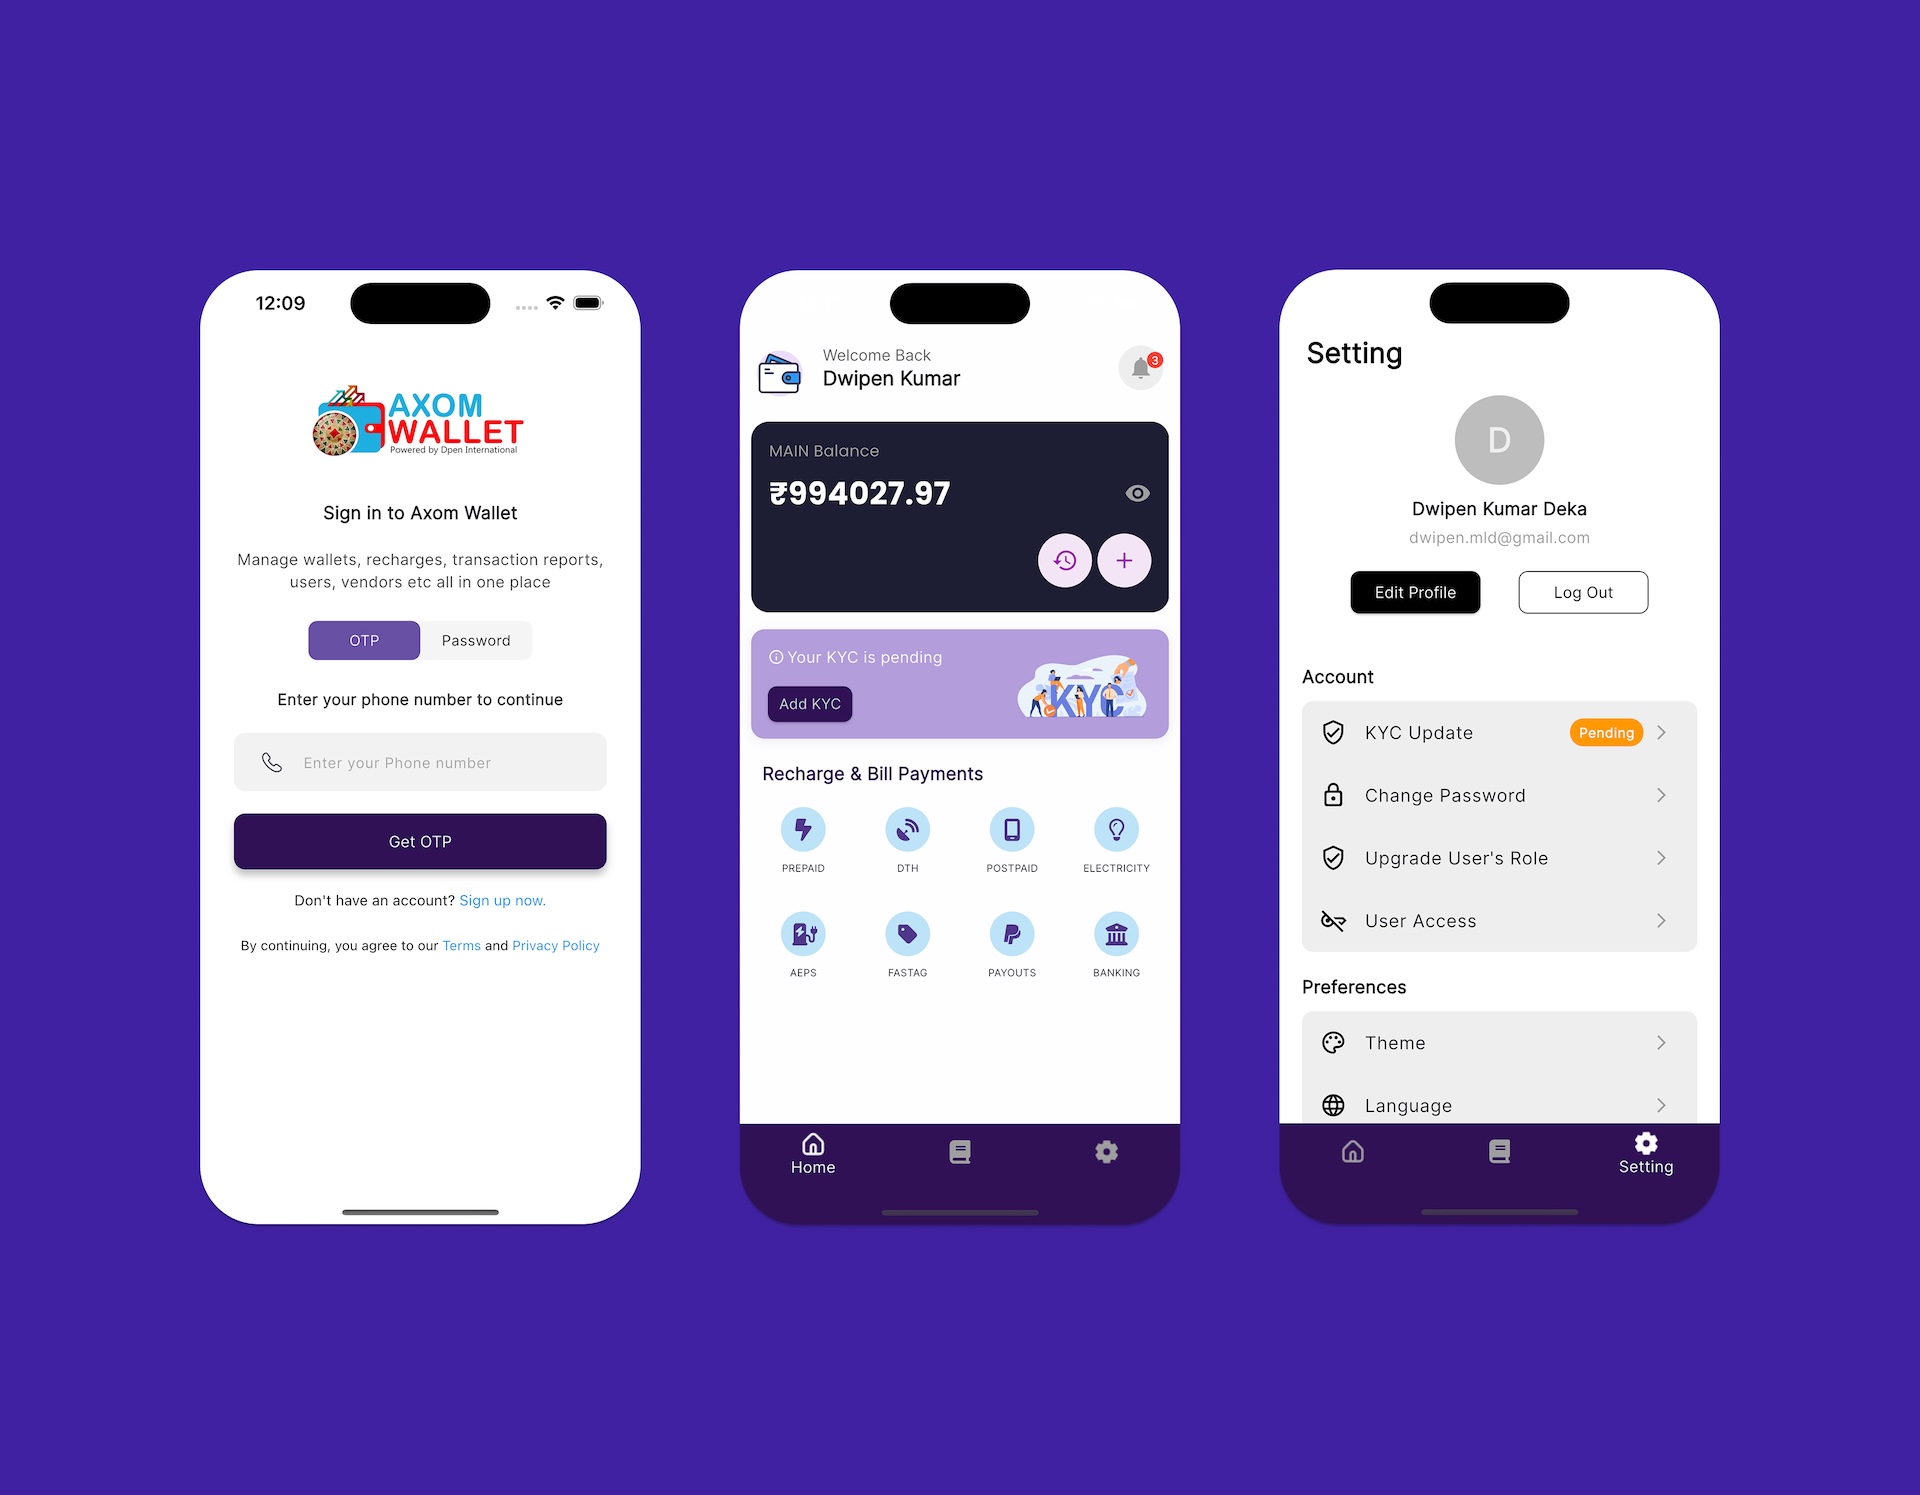 12:09
AXOM
WALLET
Powered by Dpen International
Sign in to Axom Wallet
Manage wallets, recharges, transaction reports,
users, vendors etc all in one place
OTP
Password
Enter your phone number to continue
Enter your Phone number
Get OTP
Don't have an account? Sign up now.
By continuing, you agree to our Terms and Privacy Policy
Welcome Back
Dwipen Kumar
3
MAIN Balance
₹994027.97
Your KYC is pending
Add KYC
KYC
Recharge & Bill Payments
PREPAID
DTH
POSTPAID
ELECTRICITY
AEPS
FASTAG
PAYOUTS
BANKING
Home
Setting
D
Dwipen Kumar Deka
dwipen.mld@gmail.com
Edit Profile
Log Out
Account
KYC Update
Pending
Change Password
Upgrade User's Role
User Access
Preferences
Theme
Language
Setting